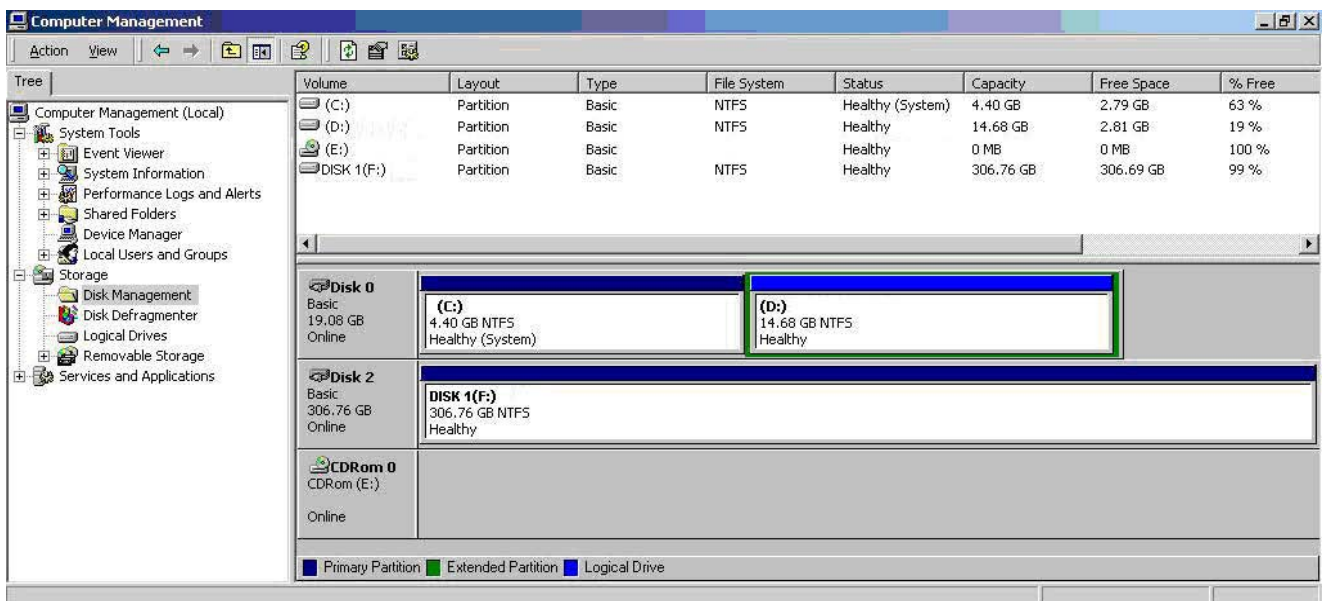 Computer Management
Action View
Tree
Computer Management (Local)
System Tools
Event Viewer
System Information
Performance Logs and Alerts
Shared Folders
Device Manager
Local Users and Groups
Storage
Disk Management
Disk Defragmenter
Logical Drives
Removable Storage
Services and Applications
Volume Layout Type File System Status Capacity Free Space % Free
(C:) Partition Basic NTFS Healthy (System) 4.40 GB 2.79 GB 63 %
(D:) Partition Basic NTFS Healthy 14.68 GB 2.81 GB 19 %
(E:) Partition Basic Healthy 0 MB 0 MB 100 %
DISK 1(F:) Partition Basic NTFS Healthy 306.76 GB 306.69 GB 99 %
Disk 0
Basic
19.08 GB
Online
(C:)
4.40 GB NTFS
Healthy (System)
(D:)
14.68 GB NTFS
Healthy
Disk 2
Basic
306.76 GB
Online
DISK 1(F:)
306.76 GB NTFS
Healthy
CDRom 0
CDRom (E:)
Online
Primary Partition Extended Partition Logical Drive